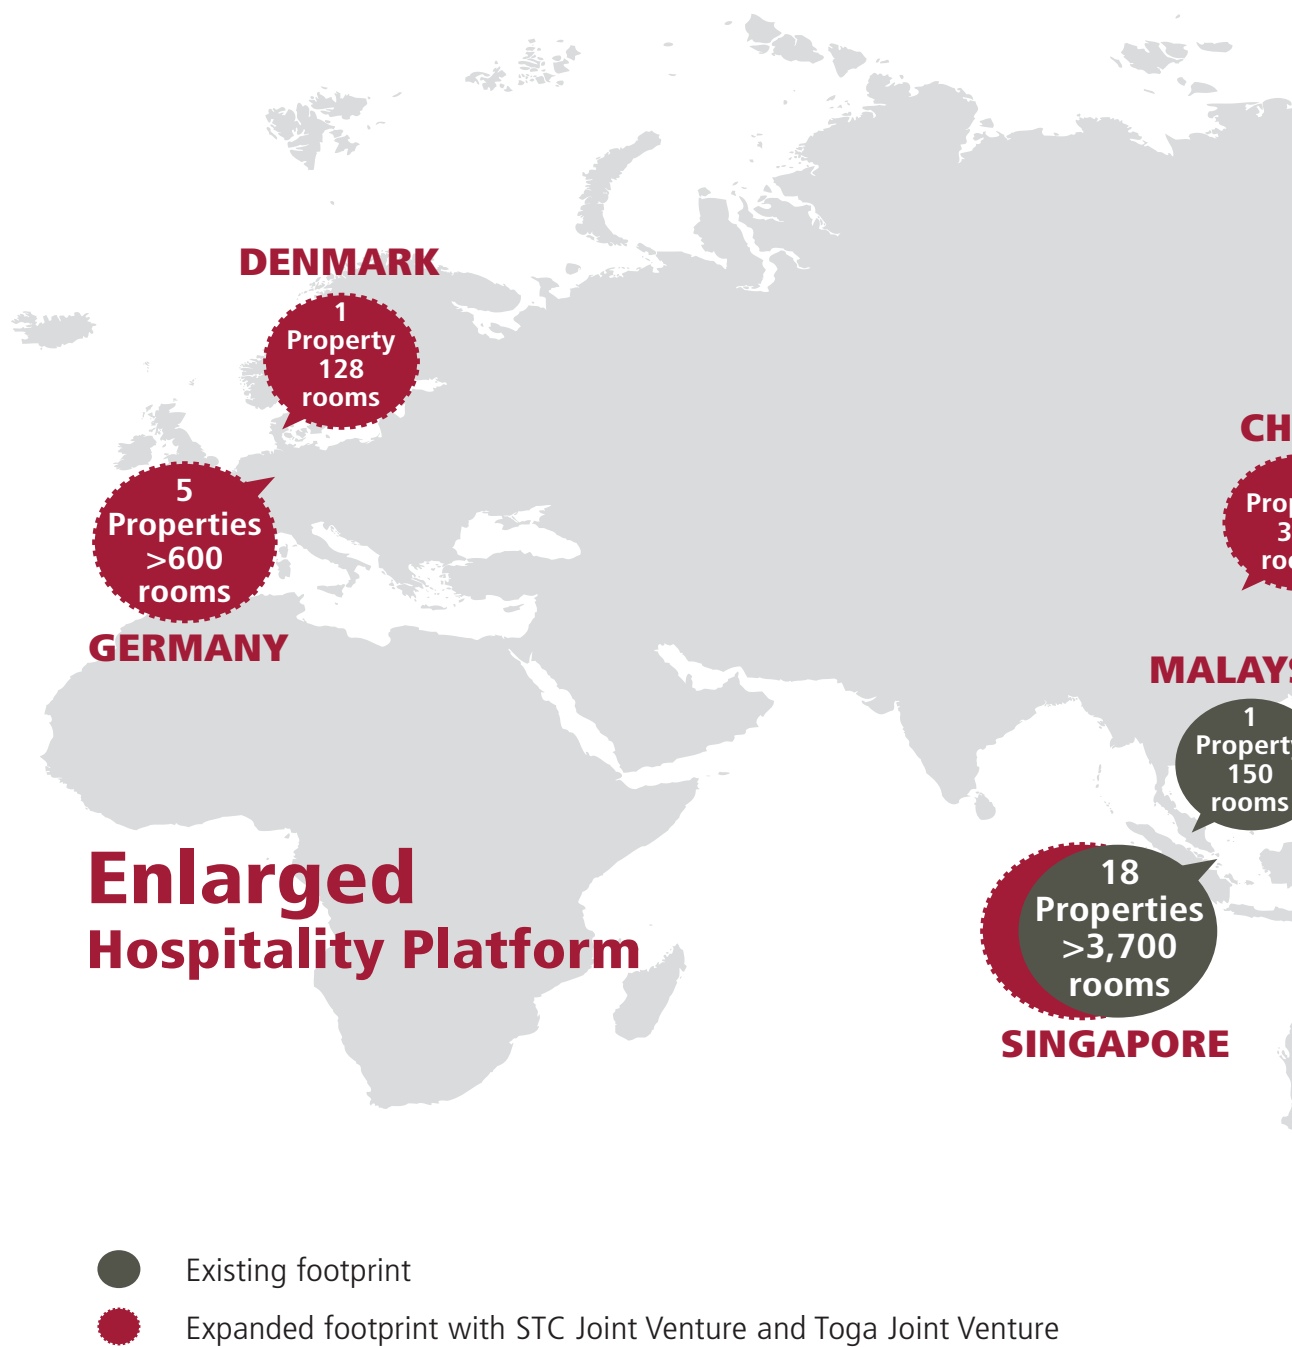 DENMARK
1
Property
128
rooms
5
Properties
>600
rooms
GERMANY
MALAYS
1
Property
150
rooms
18
Properties
>3,700
rooms
SINGAPORE
Enlarged
Hospitality Platform
Existing footprint
Expanded footprint with STC Joint Venture and Toga Joint Venture